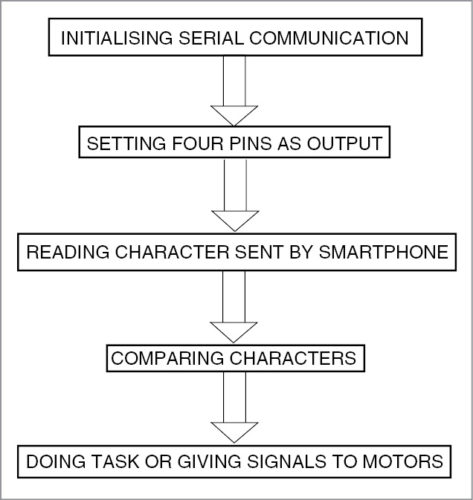 INITIALISING SERIAL COMMUNICATION
SETTING FOUR PINS AS OUTPUT
READING CHARACTER SENT BY SMARTPHONE
COMPARING CHARACTERS
DOING TASK OR GIVING SIGNALS TO MOTORS